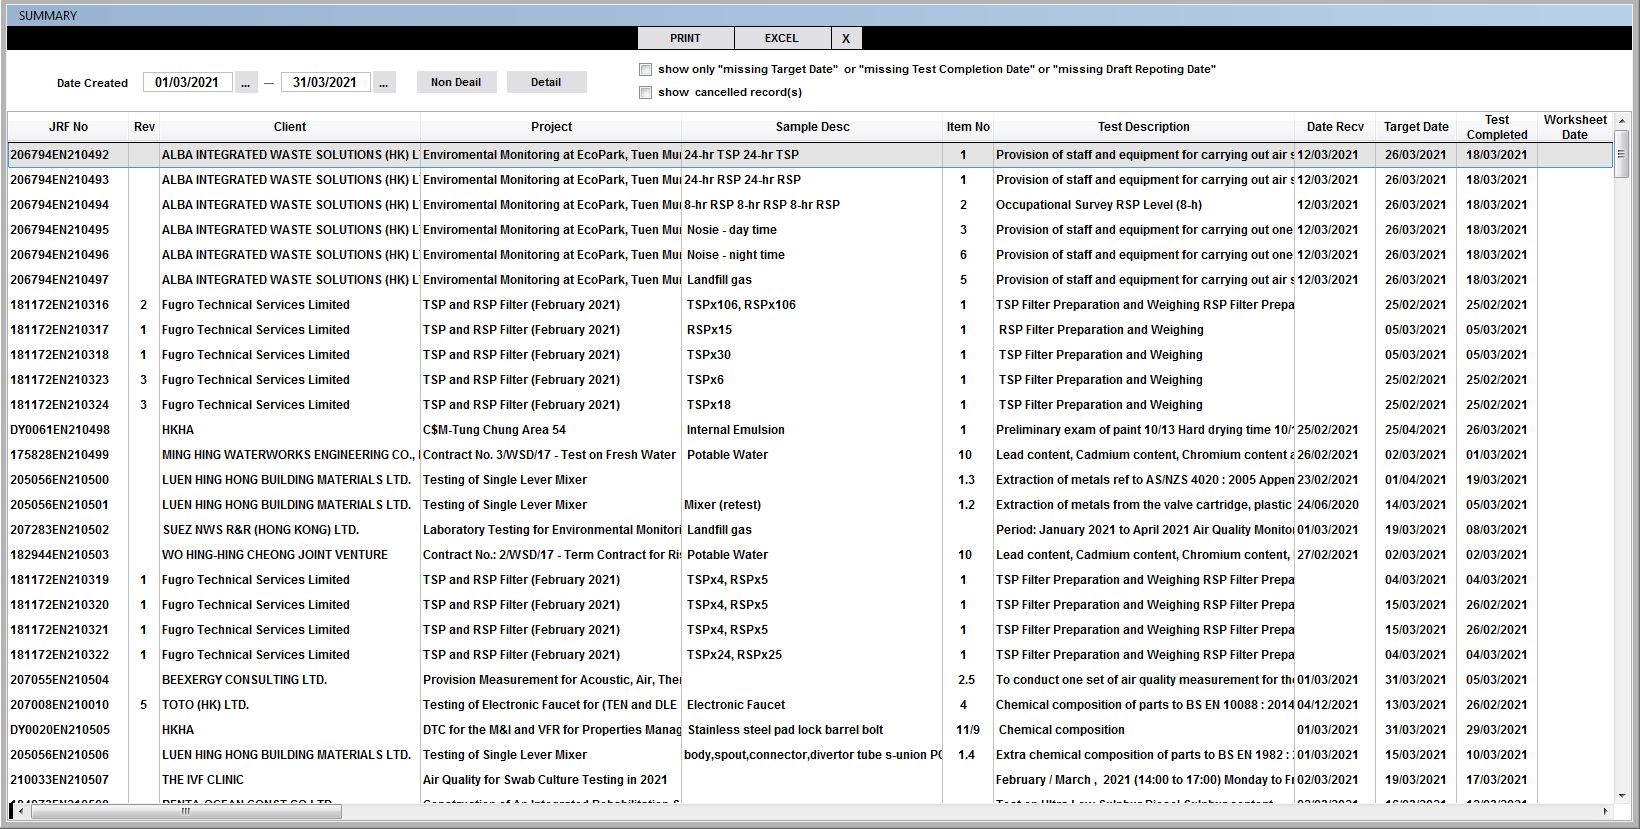 SUMMARY
PRINT EXCEL X
Date Created 01/03/2021 ... — 31/03/2021 ... Non Deail Detail
show only "missing Target Date" or "missing Test Completion Date" or "missing Draft Repoting Date"
show cancelled record(s)
JRF No Rev Client Project Sample Desc Item No Test Description Date Recv Target Date Test Completed Worksheet Date
206794EN210492 ALBA INTEGRATED WASTE SOLUTIONS (HK) L Enviromental Monitoring at EcoPark, Tuen Mu 24-hr TSP 24-hr TSP 1 Provision of staff and equipment for carrying out air s 12/03/2021 26/03/2021 18/03/2021
206794EN210493 ALBA INTEGRATED WASTE SOLUTIONS (HK) L Enviromental Monitoring at EcoPark, Tuen Mu 24-hr RSP 24-hr RSP 1 Provision of staff and equipment for carrying out air s 12/03/2021 26/03/2021 18/03/2021
206794EN210494 ALBA INTEGRATED WASTE SOLUTIONS (HK) L Enviromental Monitoring at EcoPark, Tuen Mu 8-hr RSP 8-hr RSP 8-hr RSP 2 Occupational Survey RSP Level (8-h) 12/03/2021 26/03/2021 18/03/2021
206794EN210495 ALBA INTEGRATED WASTE SOLUTIONS (HK) L Enviromental Monitoring at EcoPark, Tuen Mu Nosie - day time 3 Provision of staff and equipment for carrying out one 12/03/2021 26/03/2021 18/03/2021
206794EN210496 ALBA INTEGRATED WASTE SOLUTIONS (HK) L Enviromental Monitoring at EcoPark, Tuen Mu Noise - night time 6 Provision of staff and equipment for carrying out one 12/03/2021 26/03/2021 18/03/2021
206794EN210497 ALBA INTEGRATED WASTE SOLUTIONS (HK) L Enviromental Monitoring at EcoPark, Tuen Mu Landfill gas 5 Provision of staff and equipment for carrying out air s 12/03/2021 26/03/2021 18/03/2021
181172EN210316 2 Fugro Technical Services Limited TSP and RSP Filter (February 2021) TSPx106, RSPx106 1 TSP Filter Preparation and Weighing RSP Filter Prepa 25/02/2021 25/02/2021
181172EN210317 1 Fugro Technical Services Limited TSP and RSP Filter (February 2021) RSPx15 1 RSP Filter Preparation and Weighing 05/03/2021 05/03/2021
181172EN210318 1 Fugro Technical Services Limited TSP and RSP Filter (February 2021) TSPx30 1 TSP Filter Preparation and Weighing 05/03/2021 05/03/2021
181172EN210323 3 Fugro Technical Services Limited TSP and RSP Filter (February 2021) TSPx6 1 TSP Filter Preparation and Weighing 25/02/2021 25/02/2021
181172EN210324 3 Fugro Technical Services Limited TSP and RSP Filter (February 2021) TSPx18 1 TSP Filter Preparation and Weighing 25/02/2021 25/02/2021
DY0061EN210498 HKHA C$M-Tung Chung Area 54 Internal Emulsion 1 Preliminary exam of paint 10/13 Hard drying time 10/ 25/02/2021 25/04/2021 26/03/2021
175828EN210499 MING HING WATERWORKS ENGINEERING CO., Contract No. 3/WSD/17 - Test on Fresh Water Potable Water 10 Lead content, Cadmium content, Chromium content a 26/02/2021 02/03/2021 01/03/2021
205056EN210500 LUEN HING HONG BUILDING MATERIALS LTD. Testing of Single Lever Mixer 1.3 Extraction of metals ref to AS/NZS 4020 : 2005 Appen 23/02/2021 01/04/2021 19/03/2021
205056EN210501 LUEN HING HONG BUILDING MATERIALS LTD. Testing of Single Lever Mixer Mixer (retest) 1.2 Extraction of metals from the valve cartridge, plastic 24/06/2020 14/03/2021 05/03/2021
207283EN210502 SUEZ NWS R&R (HONG KONG) LTD. Laboratory Testing for Environmental Monitori Landfill gas Period: January 2021 to April 2021 Air Quality Monito 01/03/2021 19/03/2021 08/03/2021
182944EN210503 WO HING-HING CHEONG JOINT VENTURE Contract No.: 2/WSD/17 - Term Contract for Ri Potable Water 10 Lead content, Cadmium content, Chromium content, 27/02/2021 02/03/2021 02/03/2021
181172EN210319 1 Fugro Technical Services Limited TSP and RSP Filter (February 2021) TSPx4, RSPx5 1 TSP Filter Preparation and Weighing RSP Filter Prepa 04/03/2021 04/03/2021
181172EN210320 1 Fugro Technical Services Limited TSP and RSP Filter (February 2021) TSPx4, RSPx5 1 TSP Filter Preparation and Weighing RSP Filter Prepa 15/03/2021 26/02/2021
181172EN210321 1 Fugro Technical Services Limited TSP and RSP Filter (February 2021) TSPx4, RSPx5 1 TSP Filter Preparation and Weighing RSP Filter Prepa 15/03/2021 26/02/2021
181172EN210322 1 Fugro Technical Services Limited TSP and RSP Filter (February 2021) TSPx24, RSPx25 1 TSP Filter Preparation and Weighing RSP Filter Prepa 04/03/2021 04/03/2021
207055EN210504 BEEXERGY CONSULTING LTD. Provision Measurement for Acoustic, Air, Ther 2.5 To conduct one set of air quality measurement for th 01/03/2021 31/03/2021 05/03/2021
207008EN210010 5 TOTO (HK) LTD. Testing of Electronic Faucet for (TEN and DLE Electronic Faucet 4 Chemical composition of parts to BS EN 10088 : 2014 04/12/2021 13/03/2021 26/02/2021
DY0020EN210505 HKHA DTC for the M&I and VFR for Properties Manag Stainless steel pad lock barrel bolt 11/9 Chemical composition 01/03/2021 31/03/2021 29/03/2021
205056EN210506 LUEN HING HONG BUILDING MATERIALS LTD. Testing of Single Lever Mixer body,spout,connector,divertor tube s-union PC 1.4 Extra chemical composition of parts to BS EN 1982 : 01/03/2021 15/03/2021 10/03/2021
210033EN210507 THE IVF CLINIC Air Quality for Swab Culture Testing in 2021 February / March , 2021 (14:00 to 17:00) Monday to Fr 02/03/2021 19/03/2021 17/03/2021